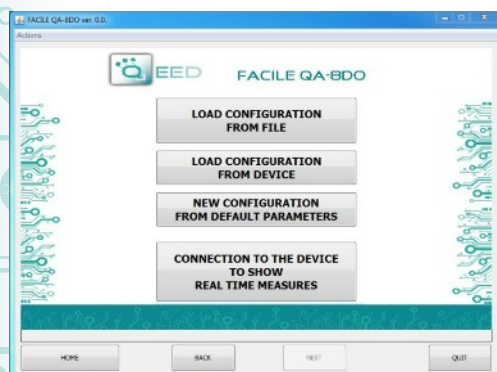 FACILE QA-8DO ver. 0.0.
Actions
QEED FACILE QA-8DO
LOAD CONFIGURATION
FROM FILE
LOAD CONFIGURATION
FROM DEVICE
NEW CONFIGURATION
FROM DEFAULT PARAMETERS
CONNECTION TO THE DEVICE
TO SHOW
REAL TIME MEASURES
HOME BACK NEXT QUIT